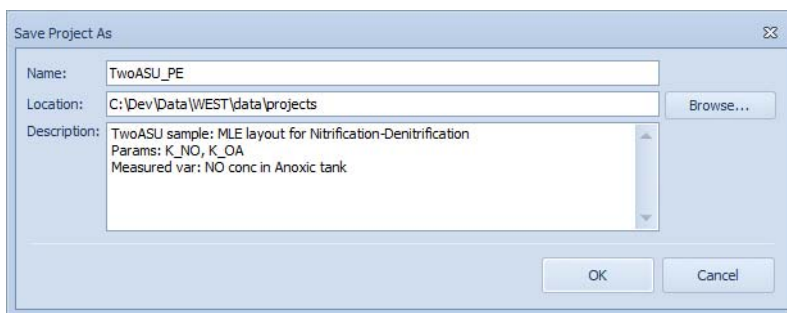 Save Project As
Name: TwoASU_PE
Location: C:\Dev\Data\WEST\data\projects Browse...
Description: TwoASU sample: MLE layout for Nitrification-Denitrification
Params: K_NO, K_OA
Measured var: NO conc in Anoxic tank
OK Cancel